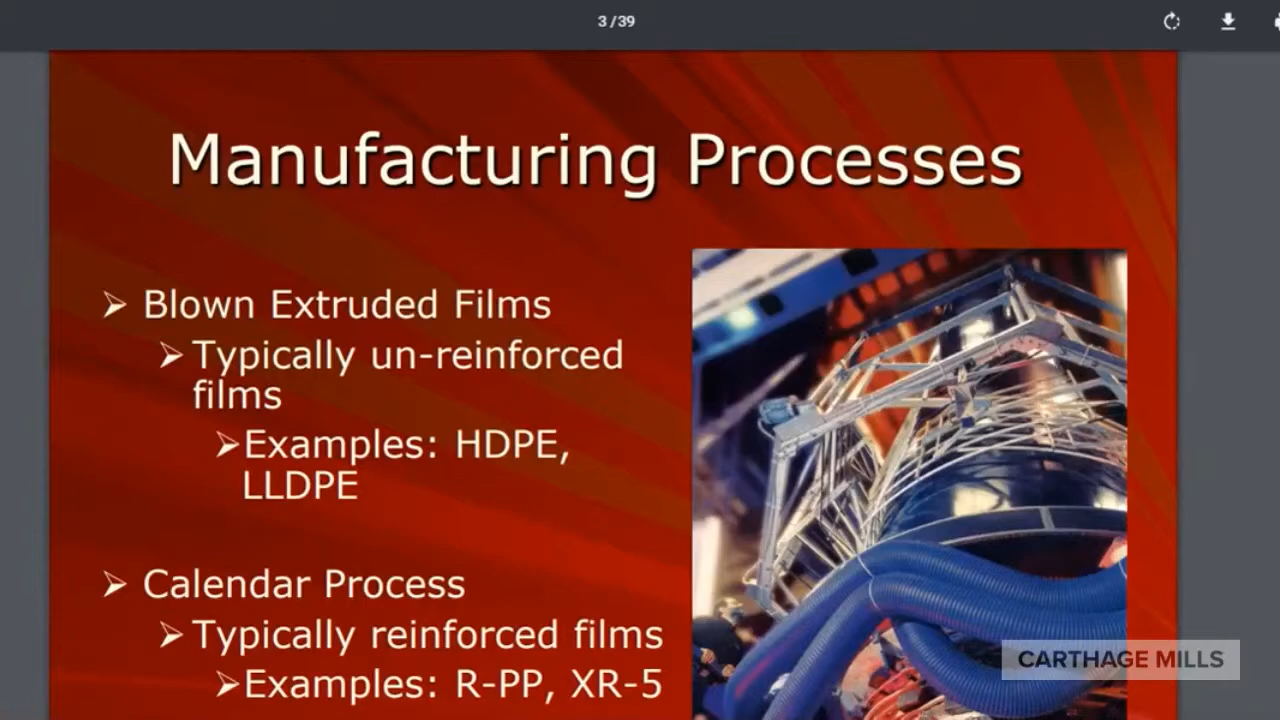 3 / 39
Manufacturing Processes
➢ Blown Extruded Films
➢ Typically un-reinforced
films
➢ Examples: HDPE,
LLDPE
➢ Calendar Process
➢ Typically reinforced films
➢ Examples: R-PP, XR-5
CARTHAGE MILLS